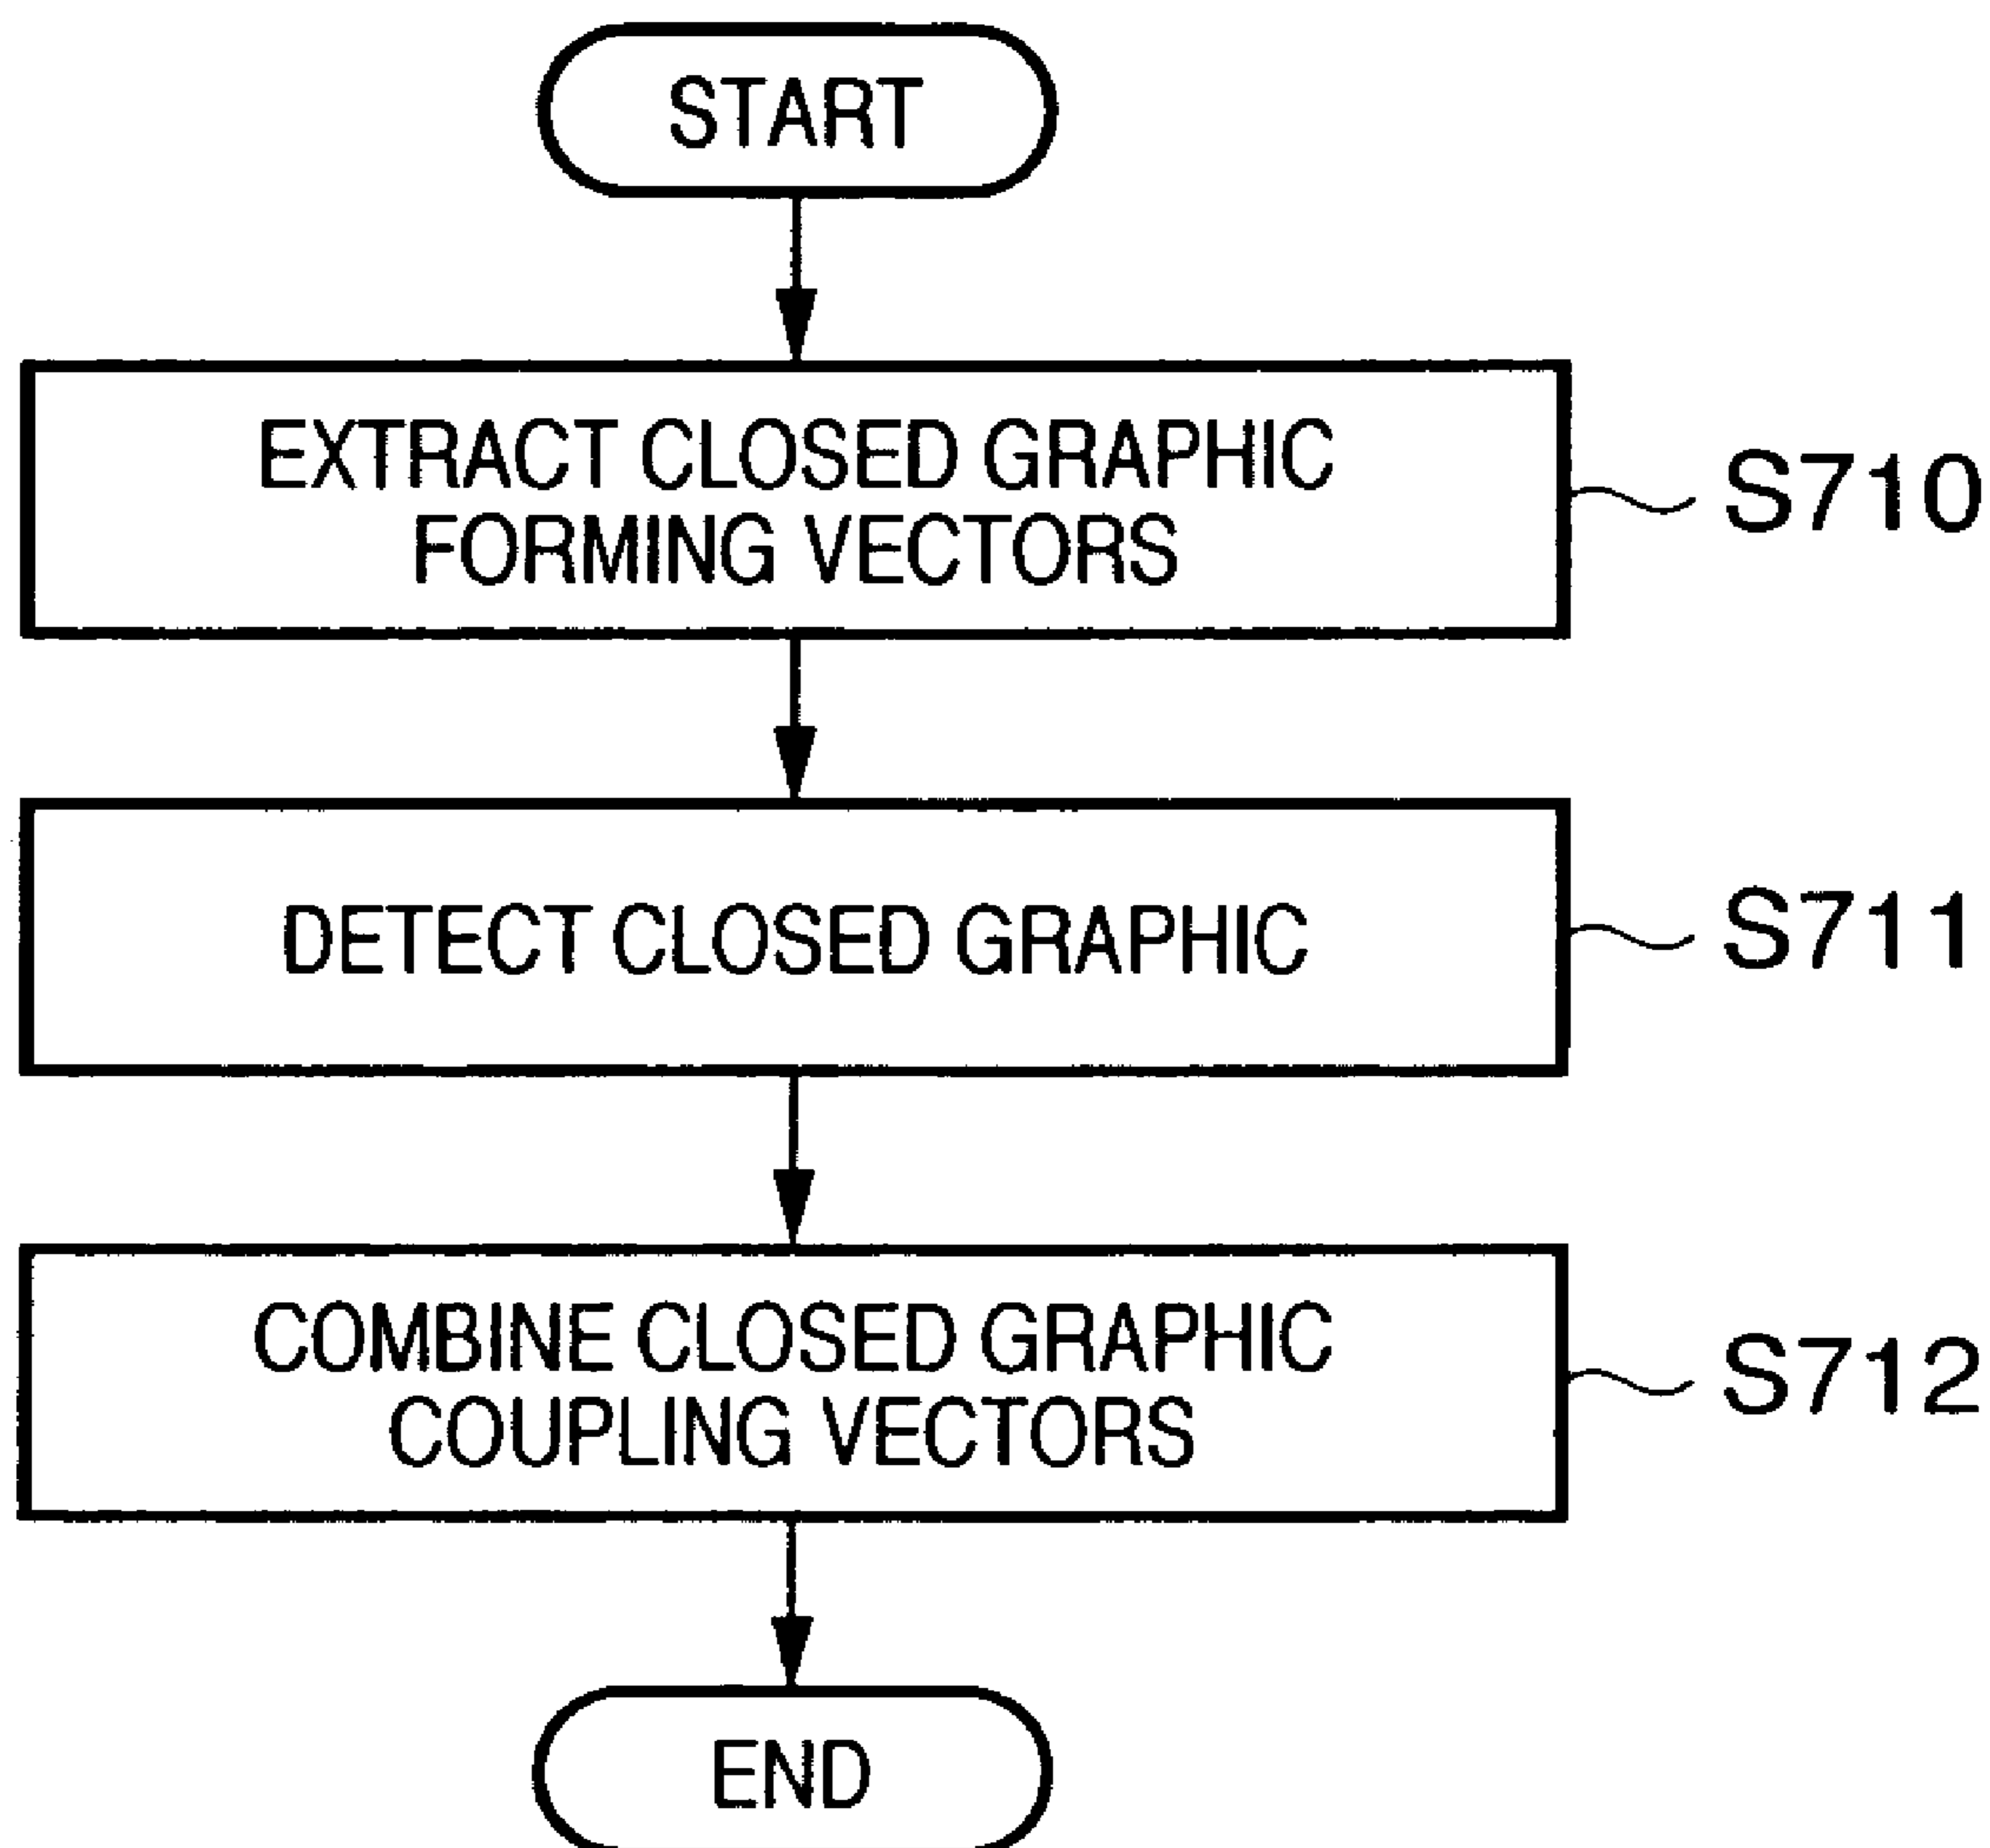 START
EXTRACT CLOSED GRAPHIC
FORMING VECTORS
S710
DETECT CLOSED GRAPHIC
S711
COMBINE CLOSED GRAPHIC
COUPLING VECTORS
S712
END